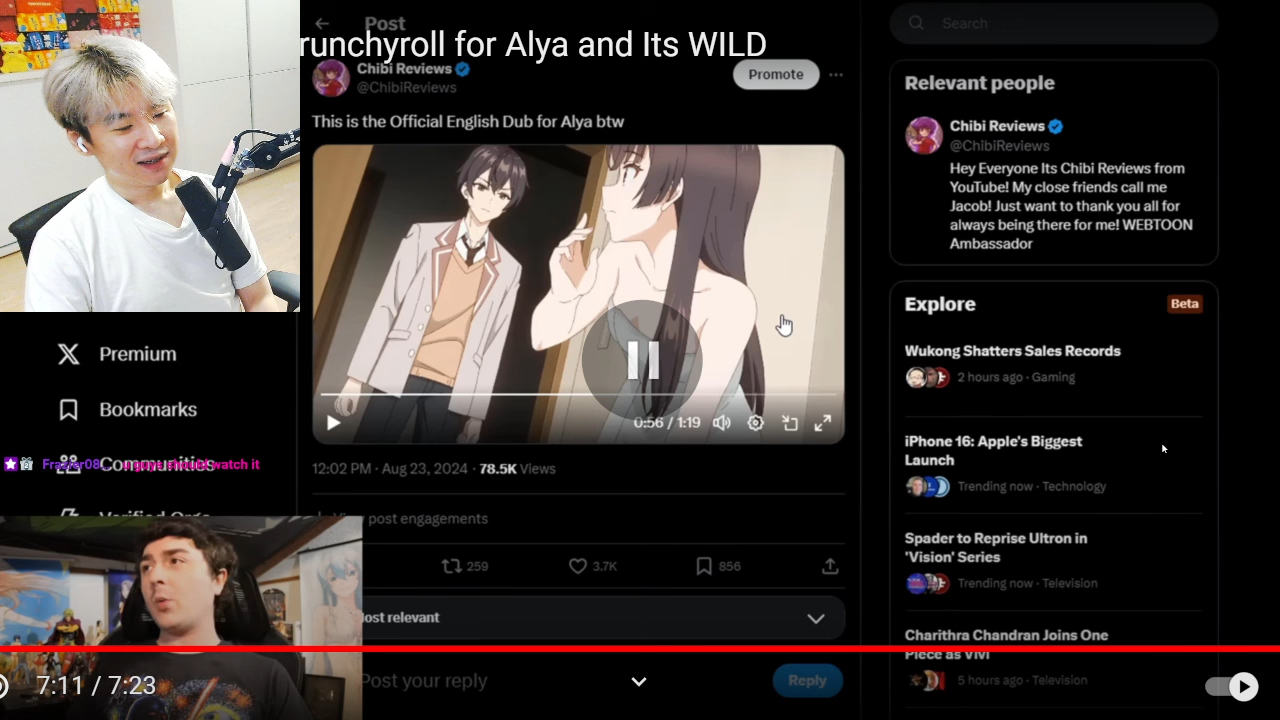 Post
runchyroll for Alya and Its WILD
Search
Chibi Reviews
@ChibiReviews
Promote
This is the Official English Dub for Alya btw
0:56 / 1:19
12:02 PM · Aug 23, 2024 · 78.5K Views
post engagements
259
3.7K
856
ost relevant
Post your reply
Reply
Relevant people
Chibi Reviews
@ChibiReviews
Hey Everyone Its Chibi Reviews from
YouTube! My close friends call me
Jacob! Just want to thank you all for
always being there for me! WEBTOON
Ambassador
Explore
Beta
Wukong Shatters Sales Records
2 hours ago · Gaming
iPhone 16: Apple's Biggest
Launch
Trending now · Technology
Spader to Reprise Ultron in
'Vision' Series
Trending now · Television
Charithra Chandran Joins One
Piece as Vivi
5 hours ago · Television
Premium
Bookmarks
Communities
watch it
7:11 / 7:23